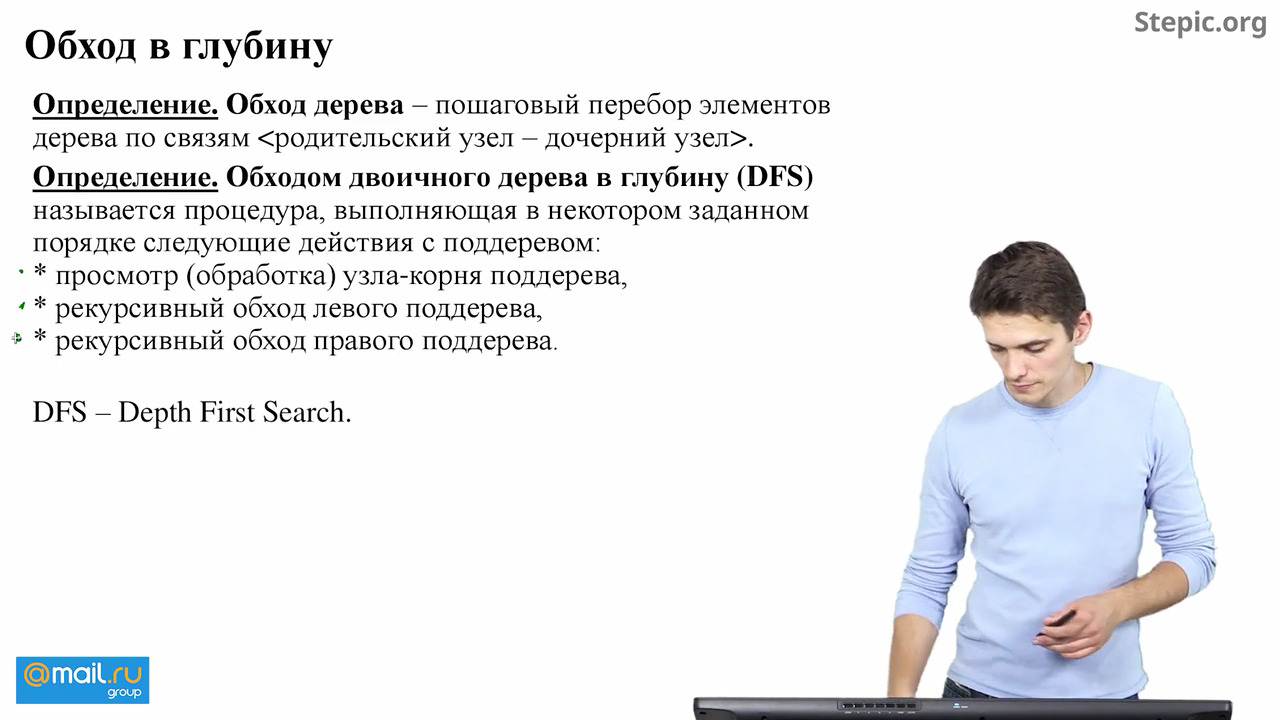 Stepic.org
Обход в глубину
Определение. Обход дерева – пошаговый перебор элементов
дерева по связям <родительский узел – дочерний узел>.
Определение. Обходом двоичного дерева в глубину (DFS)
называется процедура, выполняющая в некотором заданном
порядке следующие действия с поддеревом:
* просмотр (обработка) узла-корня поддерева,
* рекурсивный обход левого поддерева,
* рекурсивный обход правого поддерева.
DFS – Depth First Search.
@mail.ru
group